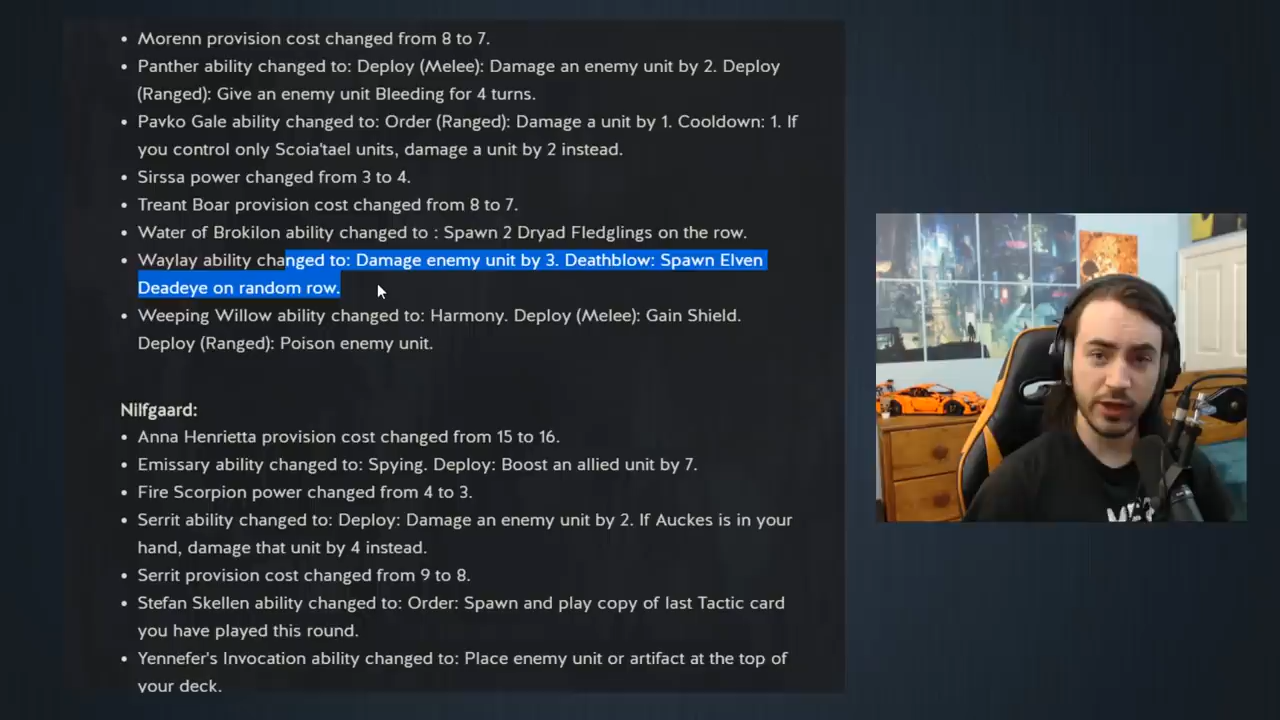 Morenn provision cost changed from 8 to 7.
Panther ability changed to: Deploy (Melee): Damage an enemy unit by 2. Deploy
(Ranged): Give an enemy unit Bleeding for 4 turns.
Pavko Gale ability changed to: Order (Ranged): Damage a unit by 1. Cooldown: 1. If
you control only Scoia'tael units, damage a unit by 2 instead.
Sirssa power changed from 3 to 4.
Treant Boar provision cost changed from 8 to 7.
Water of Brokilon ability changed to : Spawn 2 Dryad Fledglings on the row.
Waylay ability changed to: Damage enemy unit by 3. Deathblow: Spawn Elven
Deadeye on random row.
Weeping Willow ability changed to: Harmony. Deploy (Melee): Gain Shield.
Deploy (Ranged): Poison enemy unit.
Nilfgaard:
Anna Henrietta provision cost changed from 15 to 16.
Emissary ability changed to: Spying. Deploy: Boost an allied unit by 7.
Fire Scorpion power changed from 4 to 3.
Serrit ability changed to: Deploy: Damage an enemy unit by 2. If Auckes is in your
hand, damage that unit by 4 instead.
Serrit provision cost changed from 9 to 8.
Stefan Skellen ability changed to: Order: Spawn and play copy of last Tactic card
you have played this round.
Yennefer's Invocation ability changed to: Place enemy unit or artifact at the top of
your deck.